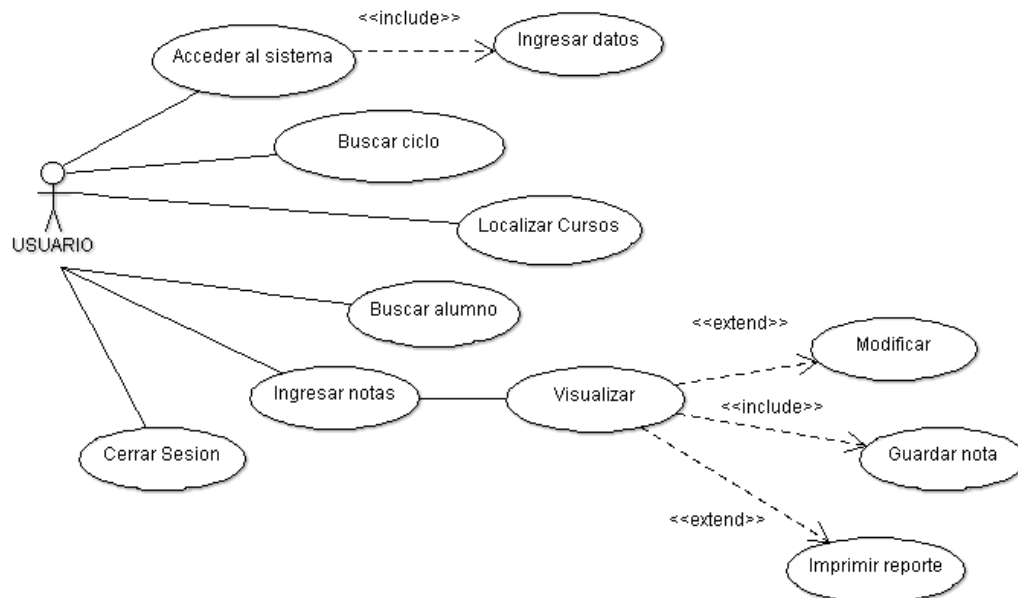 <<include>>
Ingresar datos
Acceder al sistema
Buscar ciclo
Localizar Cursos
USUARIO
Buscar alumno
<<extend>>
Modificar
Ingresar notas
Visualizar
<<include>>
Cerrar Sesion
Guardar nota
<<extend>>
Imprimir reporte